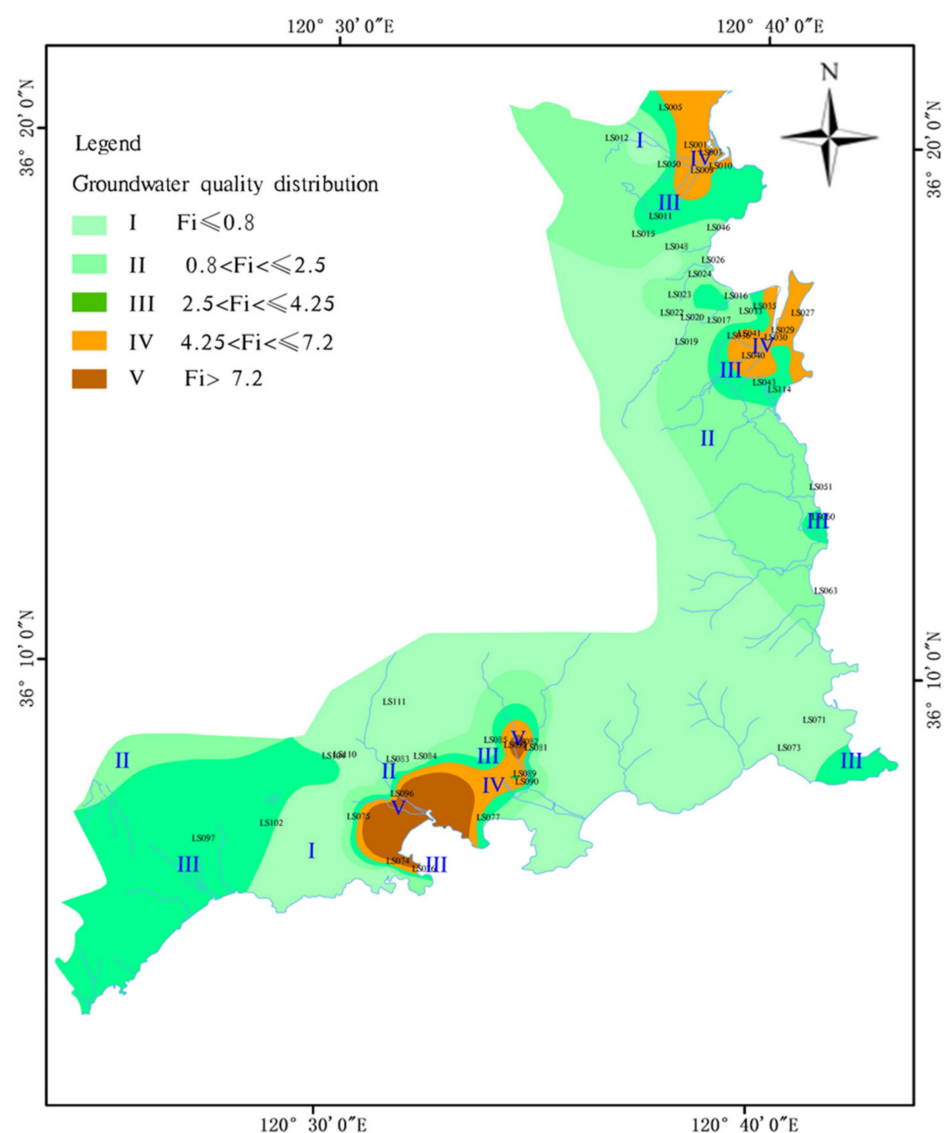 120° 30′ 0″E
120° 40′ 0″E
36° 20′ 0″N
36° 20′ 0″N
N
Legend
Groundwater quality distribution
I Fi≤0.8
II 0.8<Fi<≤2.5
III 2.5<Fi<≤4.25
IV 4.25<Fi<≤7.2
V Fi> 7.2
LS005
LS012
I
LS001
IV
LS050
LS009
LS010
III
LS011
LS015
LS046
LS048
LS026
LS024
LS023
LS016
LS022
LS020
LS017
LS035
LS027
LS029
LS041
LS030
IV
LS019
LS040
III
LS043
LS114
II
LS051
III
LS063
36° 10′ 0″N
36° 10′ 0″N
LS111
LS071
LS073
III
II
LS110
LS083
LS084
LS085
V
LS081
III
II
LS089
LS090
IV
LS096
V
LS075
LS077
LS102
LS097
III
I
LS074
III
120° 30′ 0″E
120° 40′ 0″E